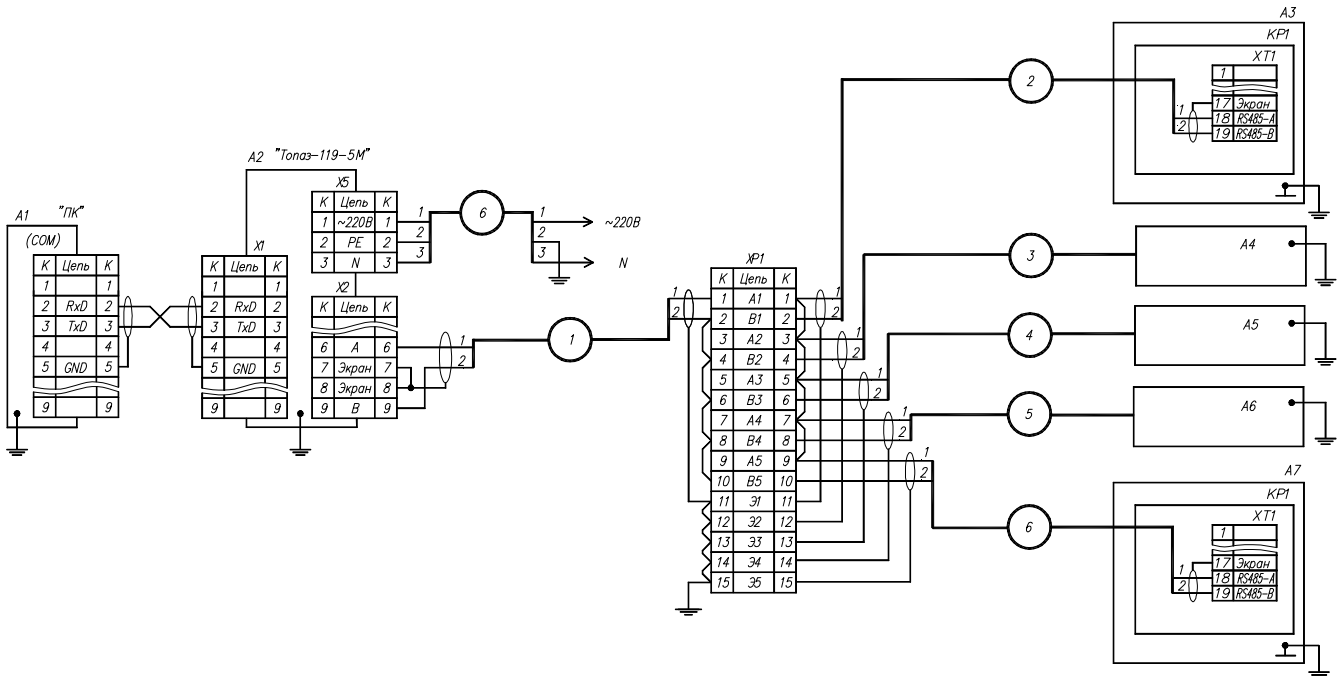 A3
KP1
XT1
1
17 Экран
18 RS485-A
19 RS485-B
1
2
2
A2 "Топаз-119-5М"
X5
К Цепь К
1 ~220В 1
2 PE 2
3 N 3
1
2
3
6
1
2
3
~220В
N
A1 "ПК"
(COM)
К Цепь К
1 1
2 RxD 2
3 TxD 3
4 4
5 GND 5
9 9
X1
К Цепь К
1 1
2 RxD 2
3 TxD 3
4 4
5 GND 5
9 9
X2
К Цепь К
6 A 6
7 Экран 7
8 Экран 8
9 B 9
1
2
1
1
2
XP1
К Цепь К
1 A1 1
2 B1 2
3 A2 3
4 B2 4
5 A3 5
6 B3 6
7 A4 7
8 B4 8
9 A5 9
10 B5 10
11 Э1 11
12 Э2 12
13 Э3 13
14 Э4 14
15 Э5 15
1
2
1
2
1
2
1
2
1
2
3
A4
4
A5
5
A6
6
A7
KP1
XT1
1
17 Экран
18 RS485-A
19 RS485-B
1
2